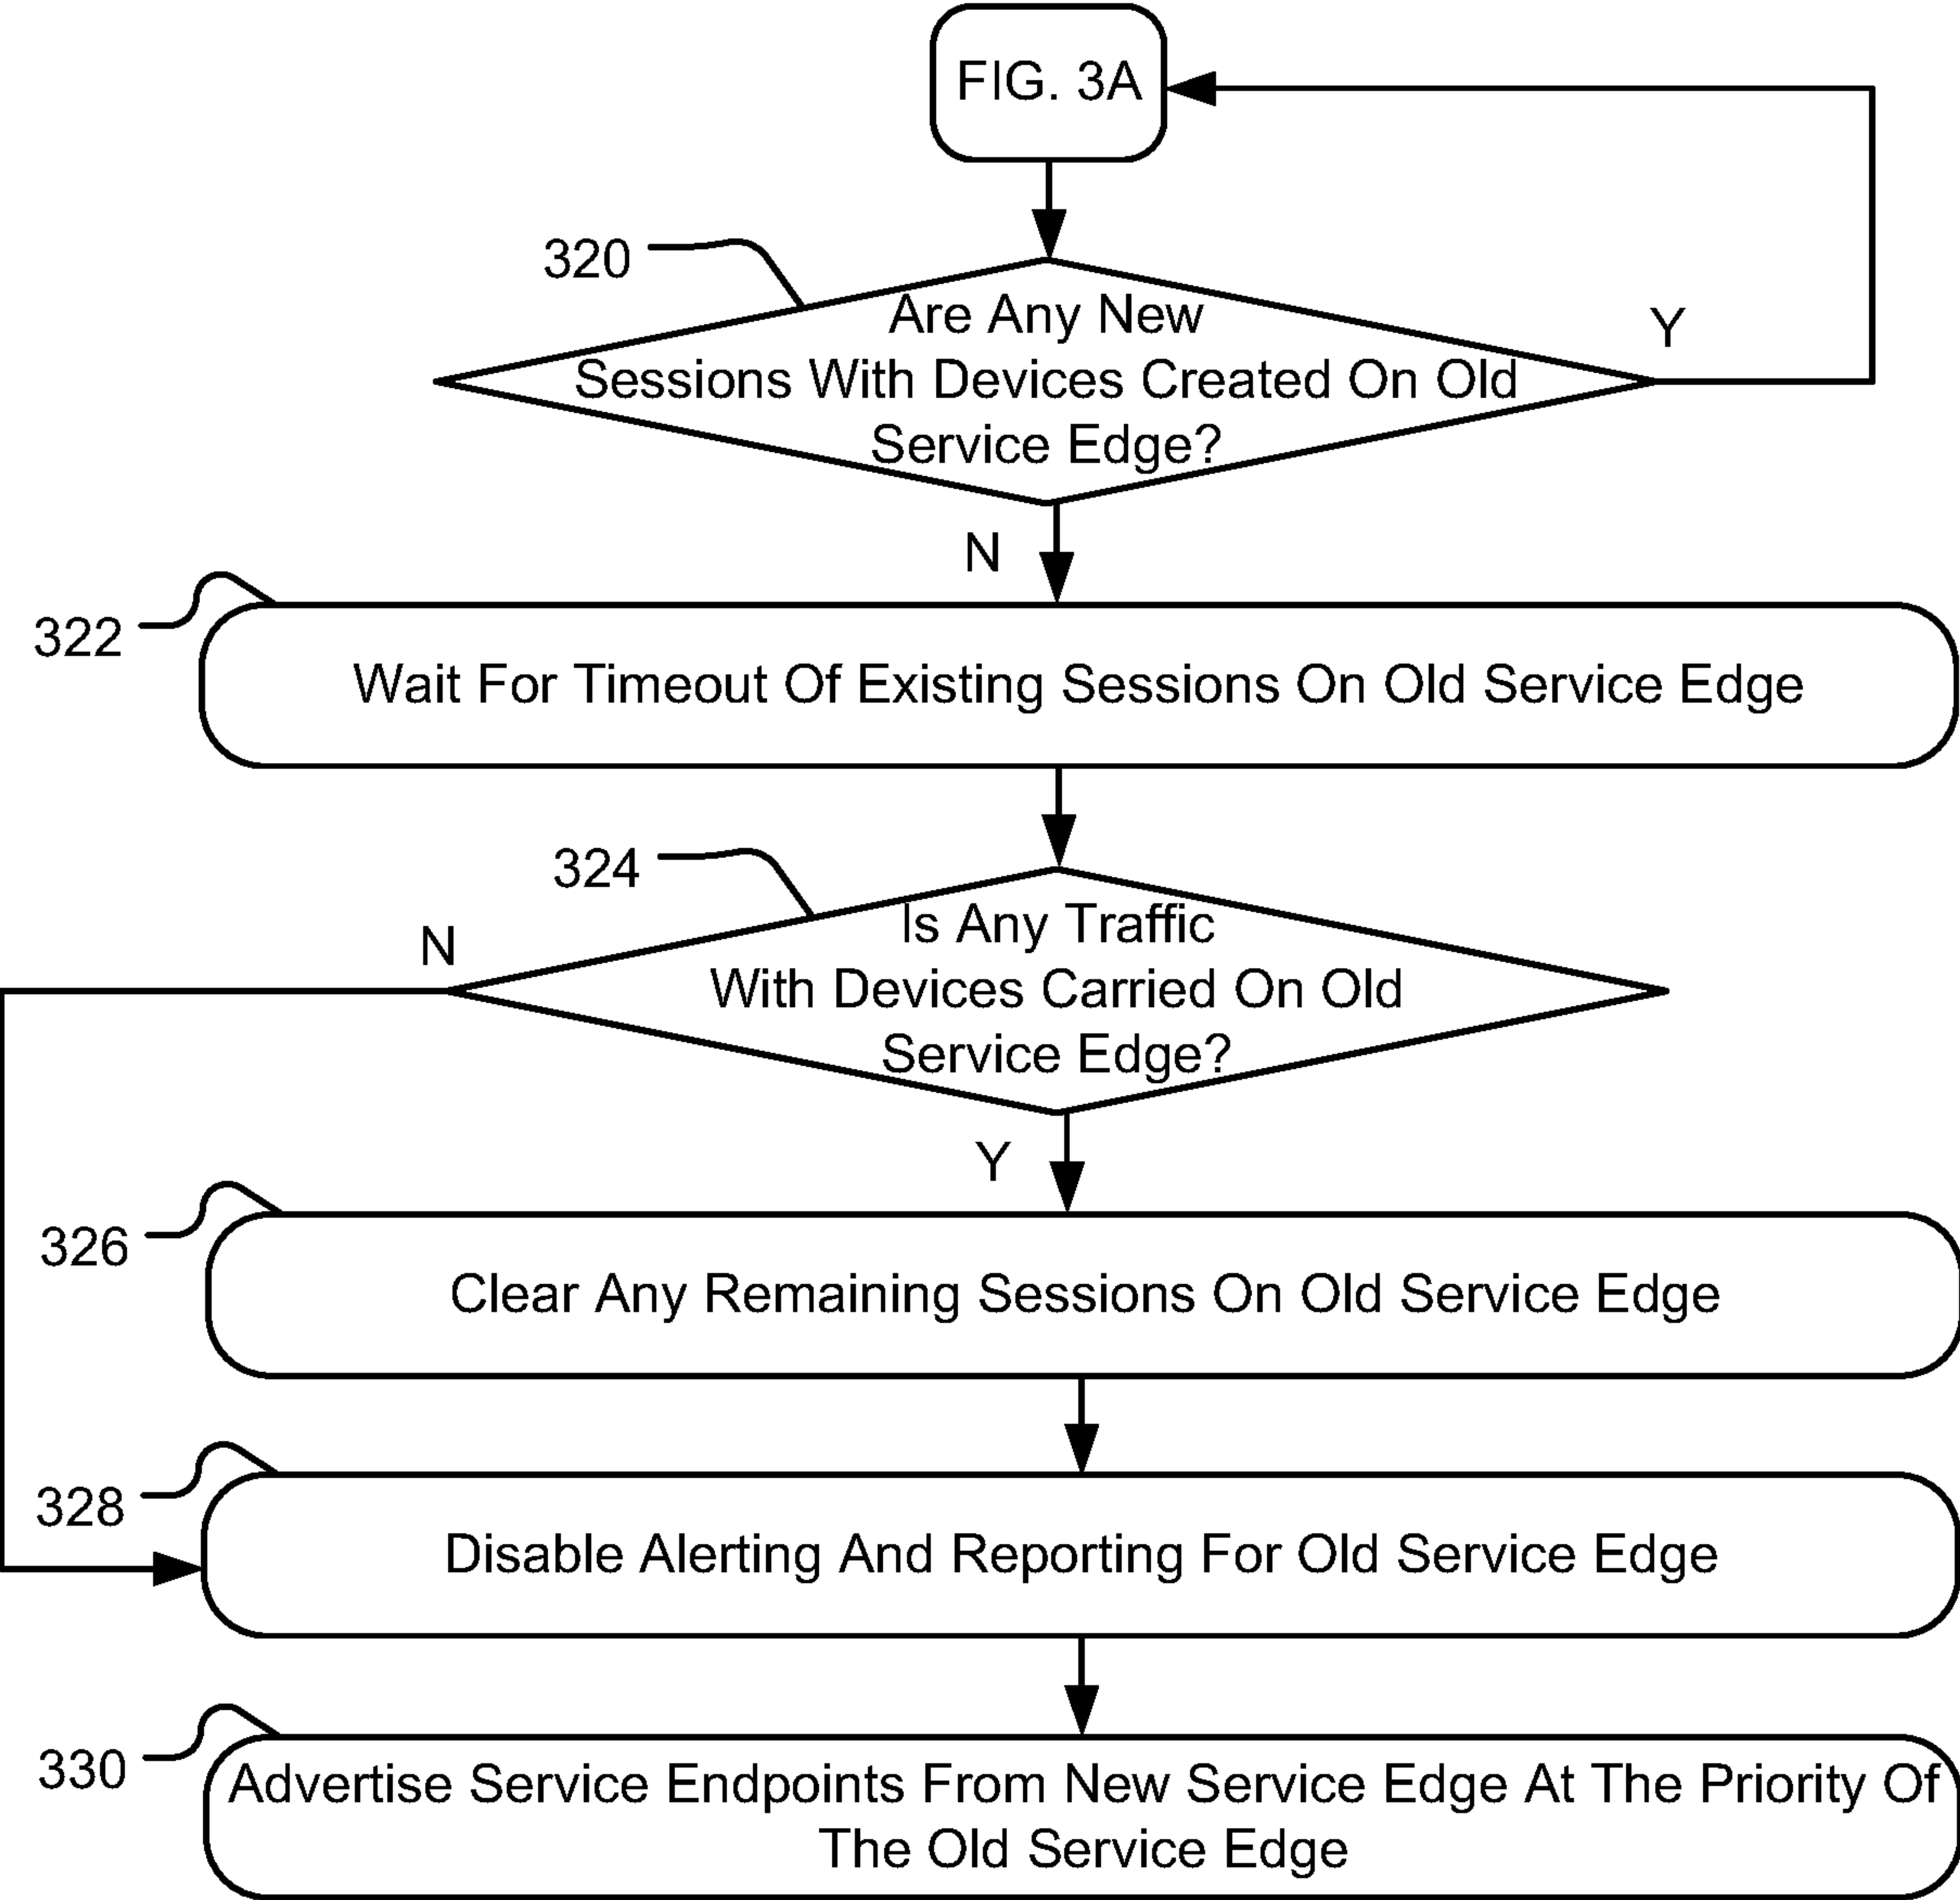 FIG. 3A
320
Are Any New
Sessions With Devices Created On Old
Service Edge?
Y
N
322
Wait For Timeout Of Existing Sessions On Old Service Edge
324
Is Any Traffic
With Devices Carried On Old
Service Edge?
N
Y
326
Clear Any Remaining Sessions On Old Service Edge
328
Disable Alerting And Reporting For Old Service Edge
330
Advertise Service Endpoints From New Service Edge At The Priority Of
The Old Service Edge